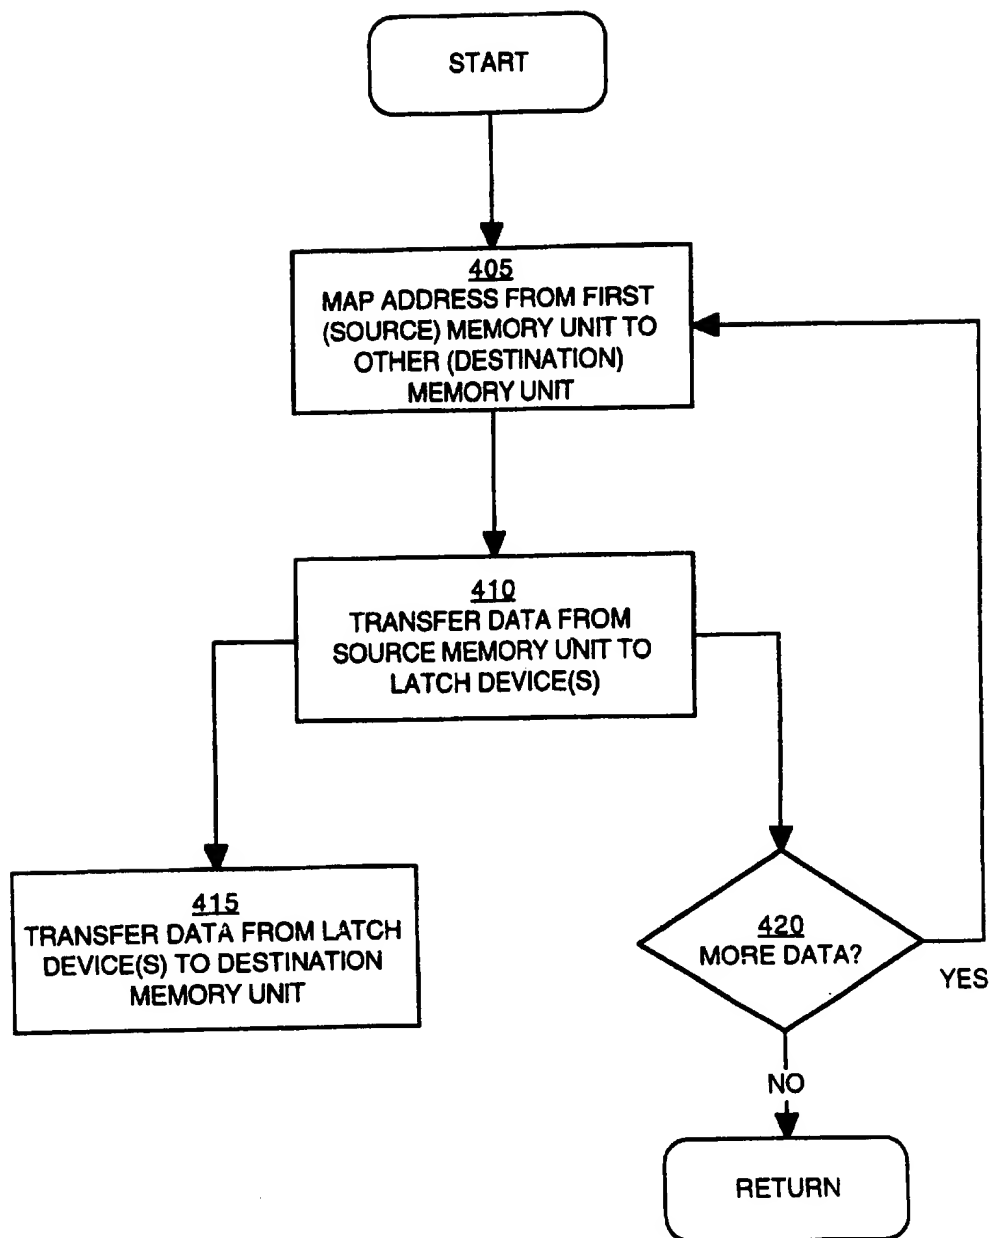 START
405
MAP ADDRESS FROM FIRST
(SOURCE) MEMORY UNIT TO
OTHER (DESTINATION)
MEMORY UNIT
410
TRANSFER DATA FROM
SOURCE MEMORY UNIT TO
LATCH DEVICE(S)
415
TRANSFER DATA FROM LATCH
DEVICE(S) TO DESTINATION
MEMORY UNIT
420
MORE DATA?
YES
NO
RETURN